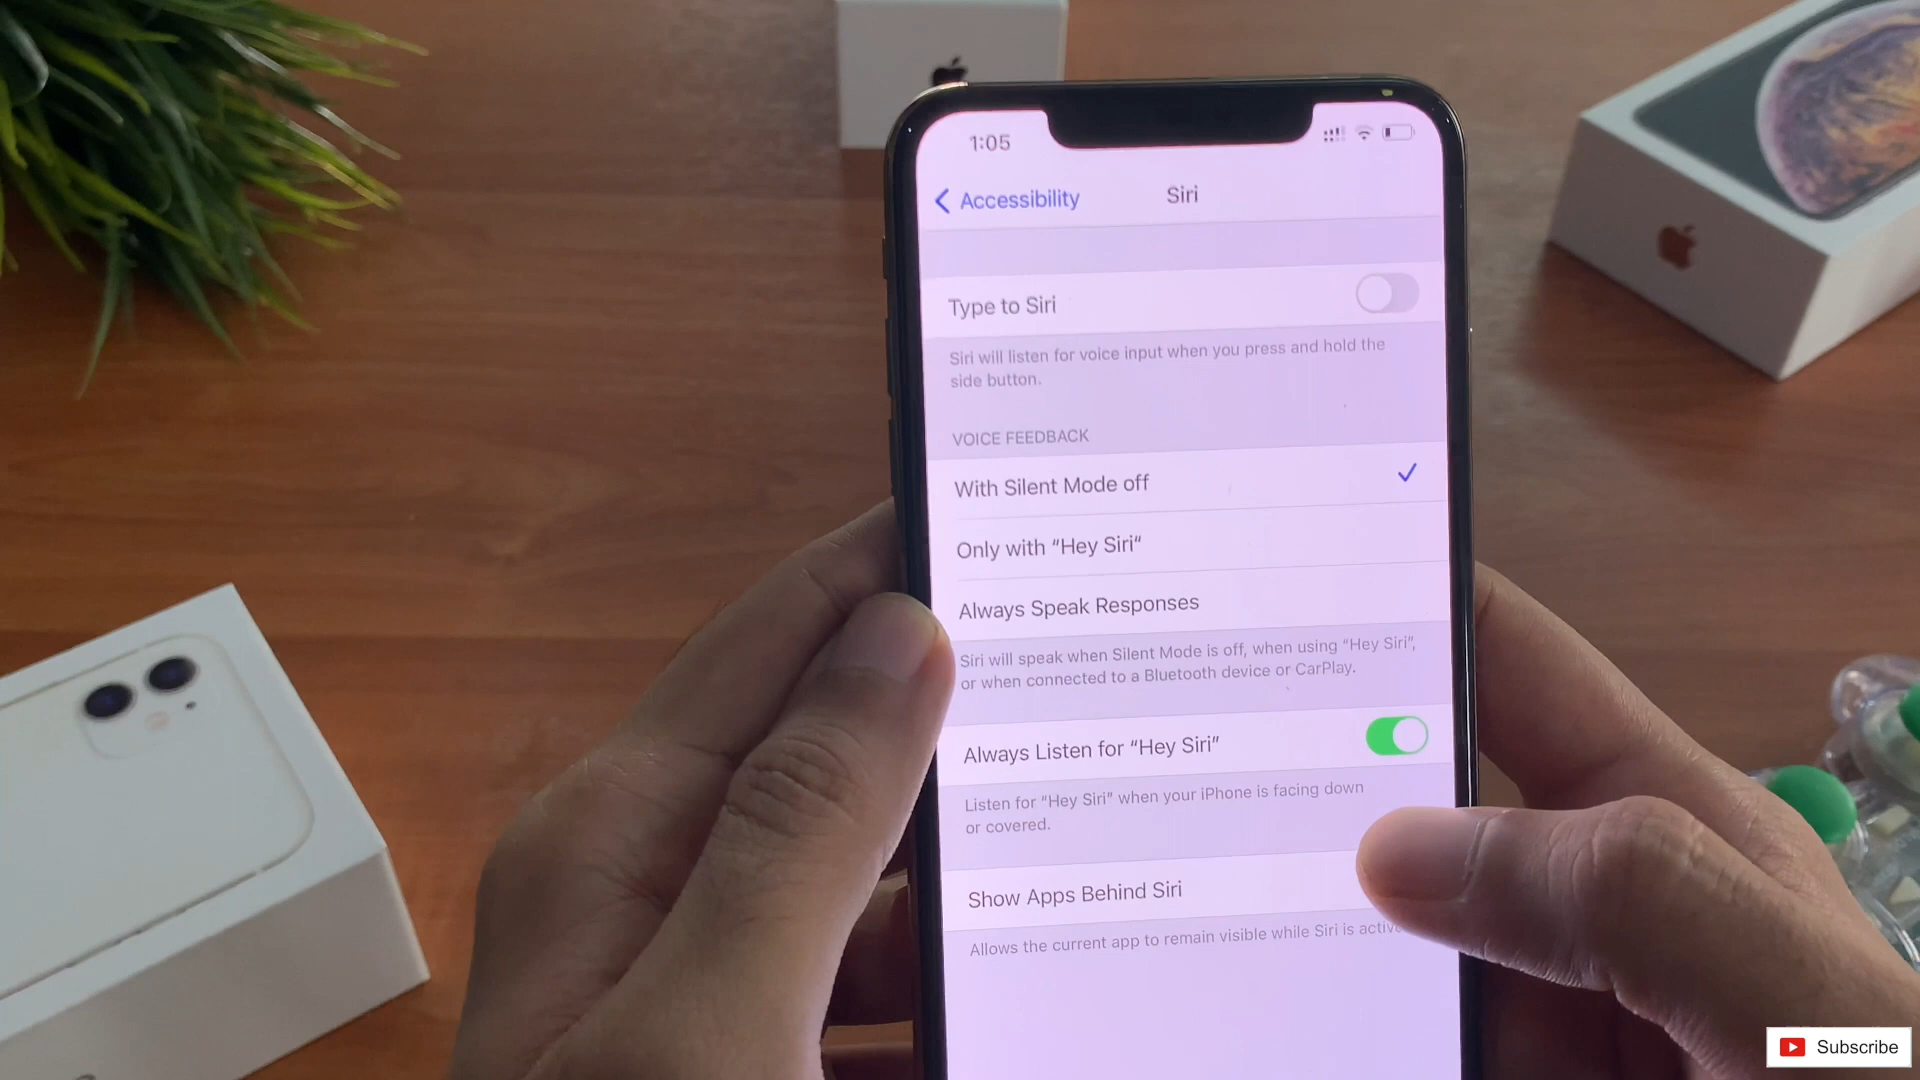 1:05
Accessibility
Siri
Type to Siri
Siri will listen for voice input when you press and hold the
side button.
VOICE FEEDBACK
With Silent Mode off
Only with “Hey Siri“
Always Speak Responses
Siri will speak when Silent Mode is off, when using “Hey Siri”,
or when connected to a Bluetooth device or CarPlay.
Always Listen for “Hey Siri”
Listen for “Hey Siri” when your iPhone is facing down
or covered.
Show Apps Behind Siri
Allows the current app to remain visible while Siri is active
Subscribe